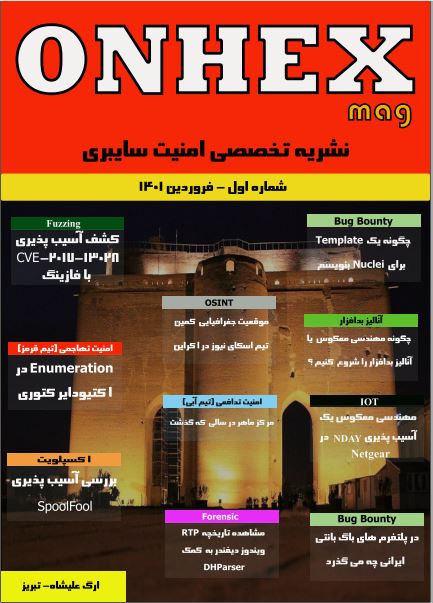 ONHEX
mag
نشریه تخصصی امنیت سایبری
شماره اول - فروردین ۱۴۰۱
Bug Bounty
چگونه یک Template
برای Nuclei بنویسم
Fuzzing
کشف آسیب پذیری
CVE-۲۰۱۷-۱۳۰۲۸
با فازینگ
OSINT
موقعیت جغرافیایی کمین
تیم اسکای نیوز در اکراین
آنالیز بدافزار
چگونه مهندسی معکوس یا
آنالیز بدافزار را شروع کنیم ؟
امنیت تهاجمی [تیم قرمز]
Enumeration در
اکتیودایرکتوری
امنیت تدافعی [تیم آبی]
مرکز ماهر در سالی که گذشت
IOT
مهندسی معکوس یک
آسیب پذیری NDAY در
Netgear
اکسپلویت
بررسی آسیب پذیری
SpoolFool
Forensic
مشاهده تاریخچه RTP
ویندوز دیفندر به کمک
DHParser
Bug Bounty
در پلتفرم های باگ بانتی
ایرانی چه می گذرد
ارگ علیشاه- تبریز